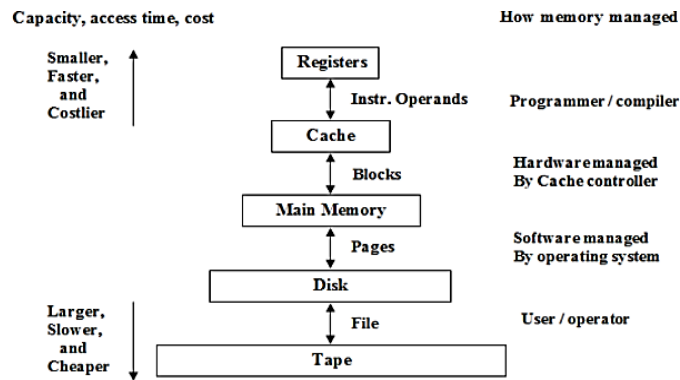 Capacity, access time, cost
How memory managed
Smaller,
Faster,
and
Costlier
Registers
Instr. Operands
Programmer / compiler
Cache
Blocks
Hardware managed
By Cache controller
Main Memory
Pages
Software managed
By operating system
Disk
Larger,
Slower,
and
Cheaper
File
User / operator
Tape